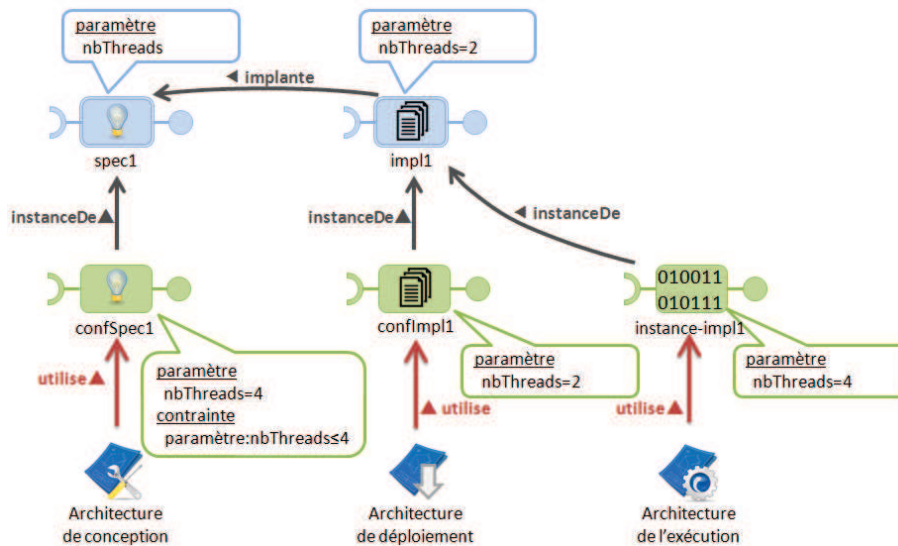 paramètre
nbThreads
paramètre
nbThreads=2
◄ implante
spec1
impl1
instanceDe▲
instanceDe▲
◄ instanceDe
010011
010111
confSpec1
confImpl1
instance-impl1
paramètre
nbThreads=4
contrainte
paramètre:nbThreads≤4
paramètre
nbThreads=2
paramètre
nbThreads=4
utilise▲
▲utilise
utilise▲
Architecture
de conception
Architecture
de déploiement
Architecture
de l'exécution